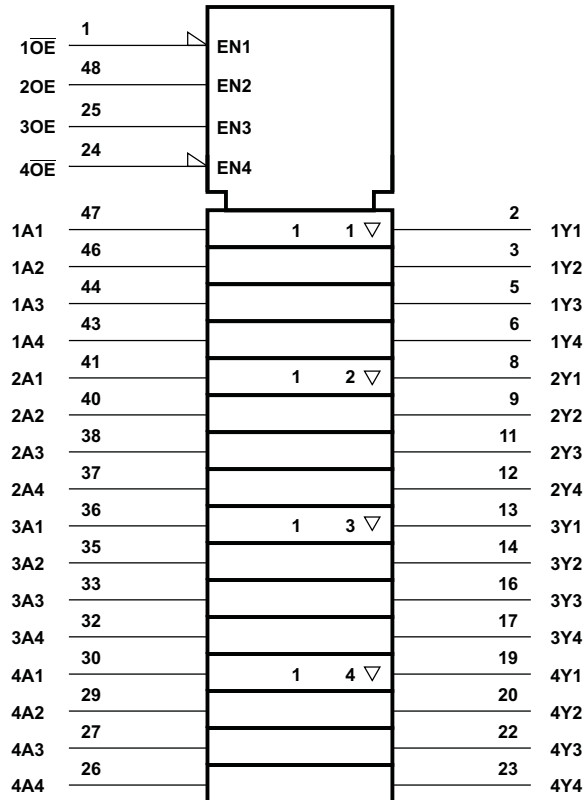 1O̅E̅ 1 EN1
2OE 48 EN2
3OE 25 EN3
4O̅E̅ 24 EN4
1A1 47 1 1 ▽ 2 1Y1
1A2 46 3 1Y2
1A3 44 5 1Y3
1A4 43 6 1Y4
2A1 41 1 2 ▽ 8 2Y1
2A2 40 9 2Y2
2A3 38 11 2Y3
2A4 37 12 2Y4
3A1 36 1 3 ▽ 13 3Y1
3A2 35 14 3Y2
3A3 33 16 3Y3
3A4 32 17 3Y4
4A1 30 1 4 ▽ 19 4Y1
4A2 29 20 4Y2
4A3 27 22 4Y3
4A4 26 23 4Y4